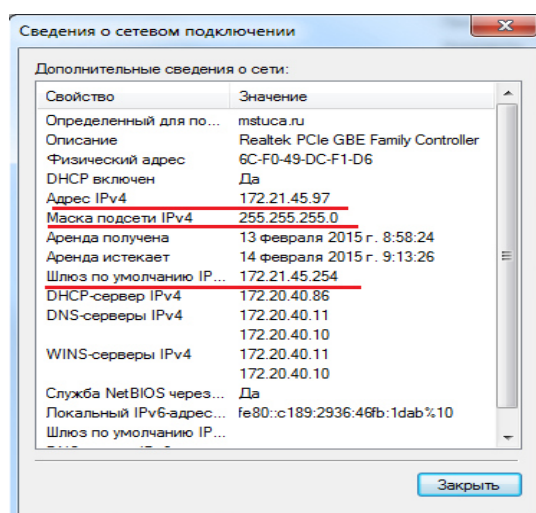 Сведения о сетевом подключении
Дополнительные сведения о сети:
Свойство Значение
Определенный для по... mstuca.ru
Описание Realtek PCIe GBE Family Controller
Физический адрес 6C-F0-49-DC-F1-D6
DHCP включен Да
Адрес IPv4 172.21.45.97
Маска подсети IPv4 255.255.255.0
Аренда получена 13 февраля 2015 г. 8:58:24
Аренда истекает 14 февраля 2015 г. 9:13:26
Шлюз по умолчанию IP... 172.21.45.254
DHCP-сервер IPv4 172.20.40.86
DNS-серверы IPv4 172.20.40.11
172.20.40.10
WINS-серверы IPv4 172.20.40.11
172.20.40.10
Служба NetBIOS через... Да
Локальный IPv6-адрес... fe80::c189:2936:46fb:1dab%10
Шлюз по умолчанию IP...
Закрыть